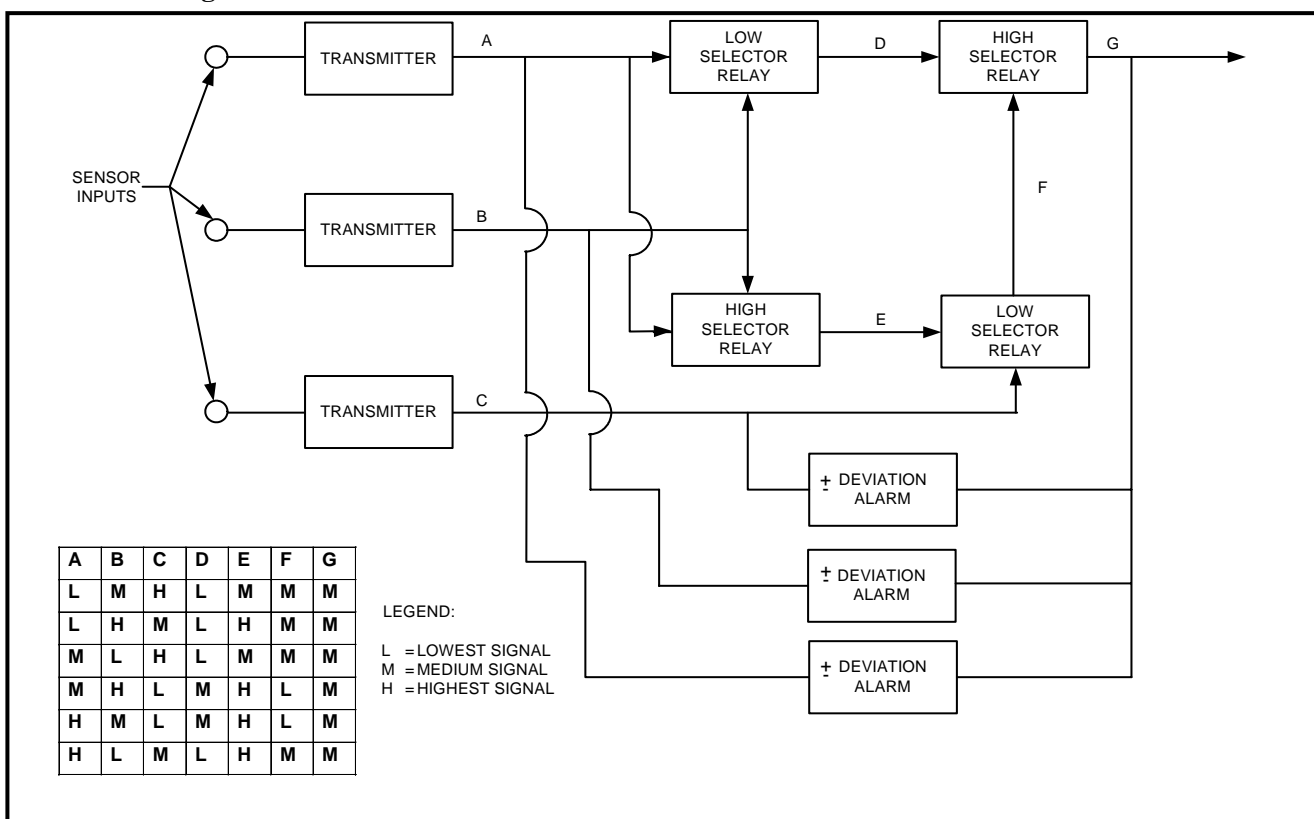 TRANSMITTER
A
LOW
SELECTOR
RELAY
D
HIGH
SELECTOR
RELAY
G
SENSOR
INPUTS
TRANSMITTER
B
F
HIGH
SELECTOR
RELAY
E
LOW
SELECTOR
RELAY
TRANSMITTER
C
± DEVIATION
ALARM
± DEVIATION
ALARM
± DEVIATION
ALARM
A B C D E F G
L M H L M M M
L H M L H M M
M L H L M M M
M H L M H L M
H M L M H L M
H L M L H M M
LEGEND:
L = LOWEST SIGNAL
M = MEDIUM SIGNAL
H = HIGHEST SIGNAL